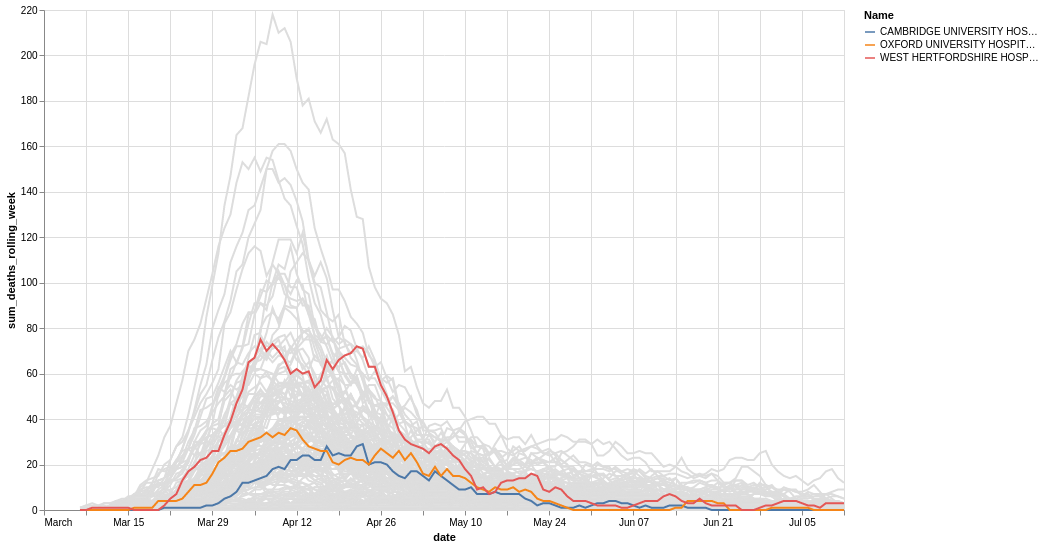 Name
CAMBRIDGE UNIVERSITY HOS…
OXFORD UNIVERSITY HOSPIT…
WEST HERTFORDSHIRE HOSP…
sum_deaths_rolling_week
220
200
180
160
140
120
100
80
60
40
20
0
March Mar 15 Mar 29 Apr 12 Apr 26 May 10 May 24 Jun 07 Jun 21 Jul 05
date